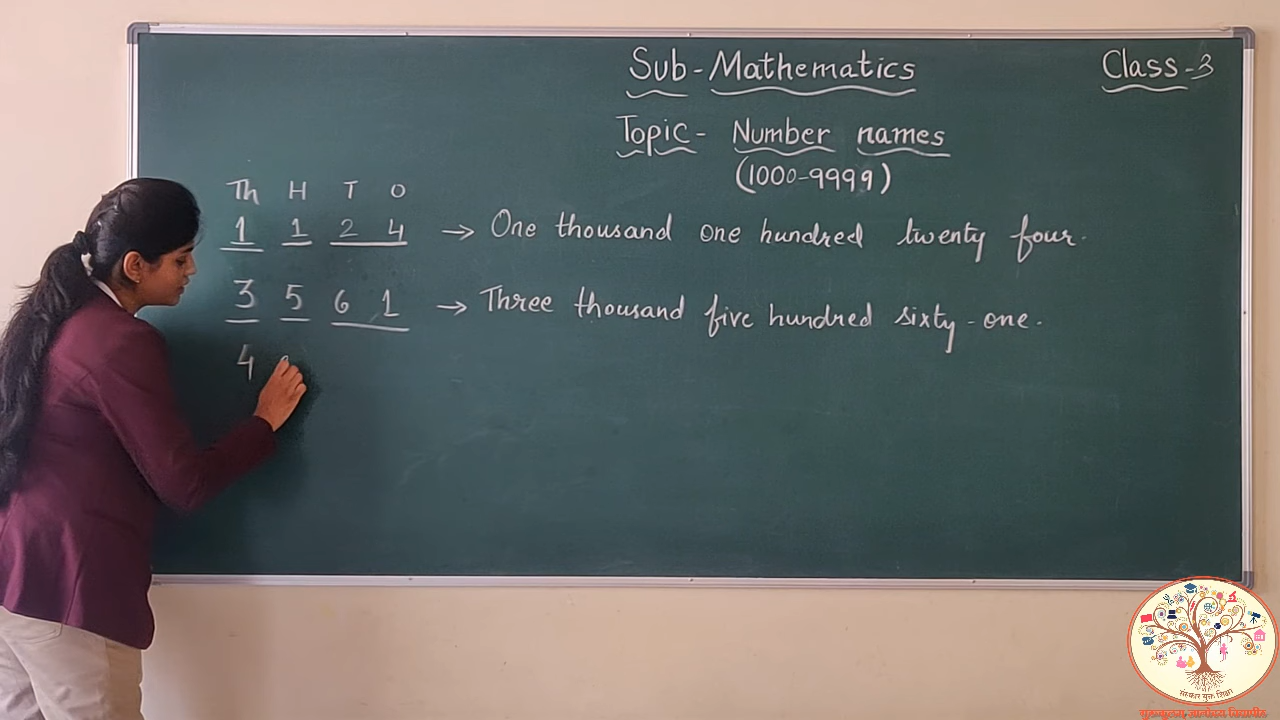 Sub-Mathematics
Class-3
Topic- Number names
(1000-9999)
Th H T O
1 1 2 4 → One thousand one hundred twenty four.
3 5 6 1 → Three thousand five hundred sixty-one.
4
संस्कार युक्त शिक्षा